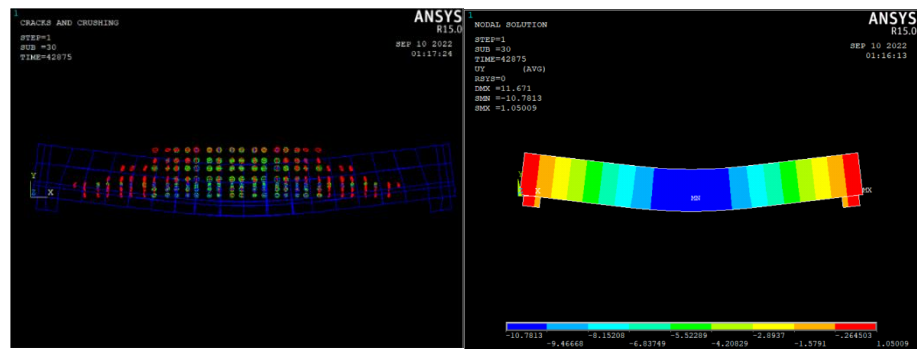 1
CRACKS AND CRUSHING
STEP=1
SUB =30
TIME=42875
ANSYS
R15.0
SEP 10 2022
01:17:24
Y
Z X
1
NODAL SOLUTION
STEP=1
SUB =30
TIME=42875
UY (AVG)
RSYS=0
DMX =11.671
SMN =-10.7813
SMX =1.05009
ANSYS
R15.0
SEP 10 2022
01:16:13
Y
X
MN
MX
-10.7813 -8.15208 -5.52289 -2.8937 -.264503
-9.46668 -6.83749 -4.20829 -1.5791 1.05009